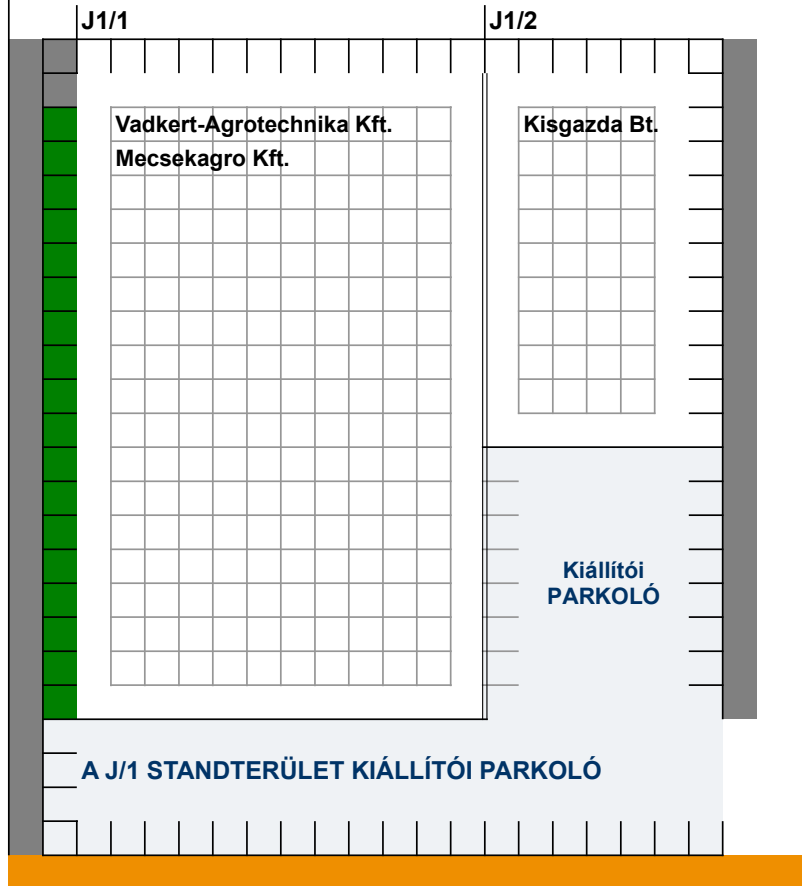 J1/1
J1/2
Vadkert-Agrotechnika Kft.
Mecsekagro Kft.
Kisgazda Bt.
Kiállítói
PARKOLÓ
A J/1 STANDTERÜLET KIÁLLÍTÓI PARKOLÓ